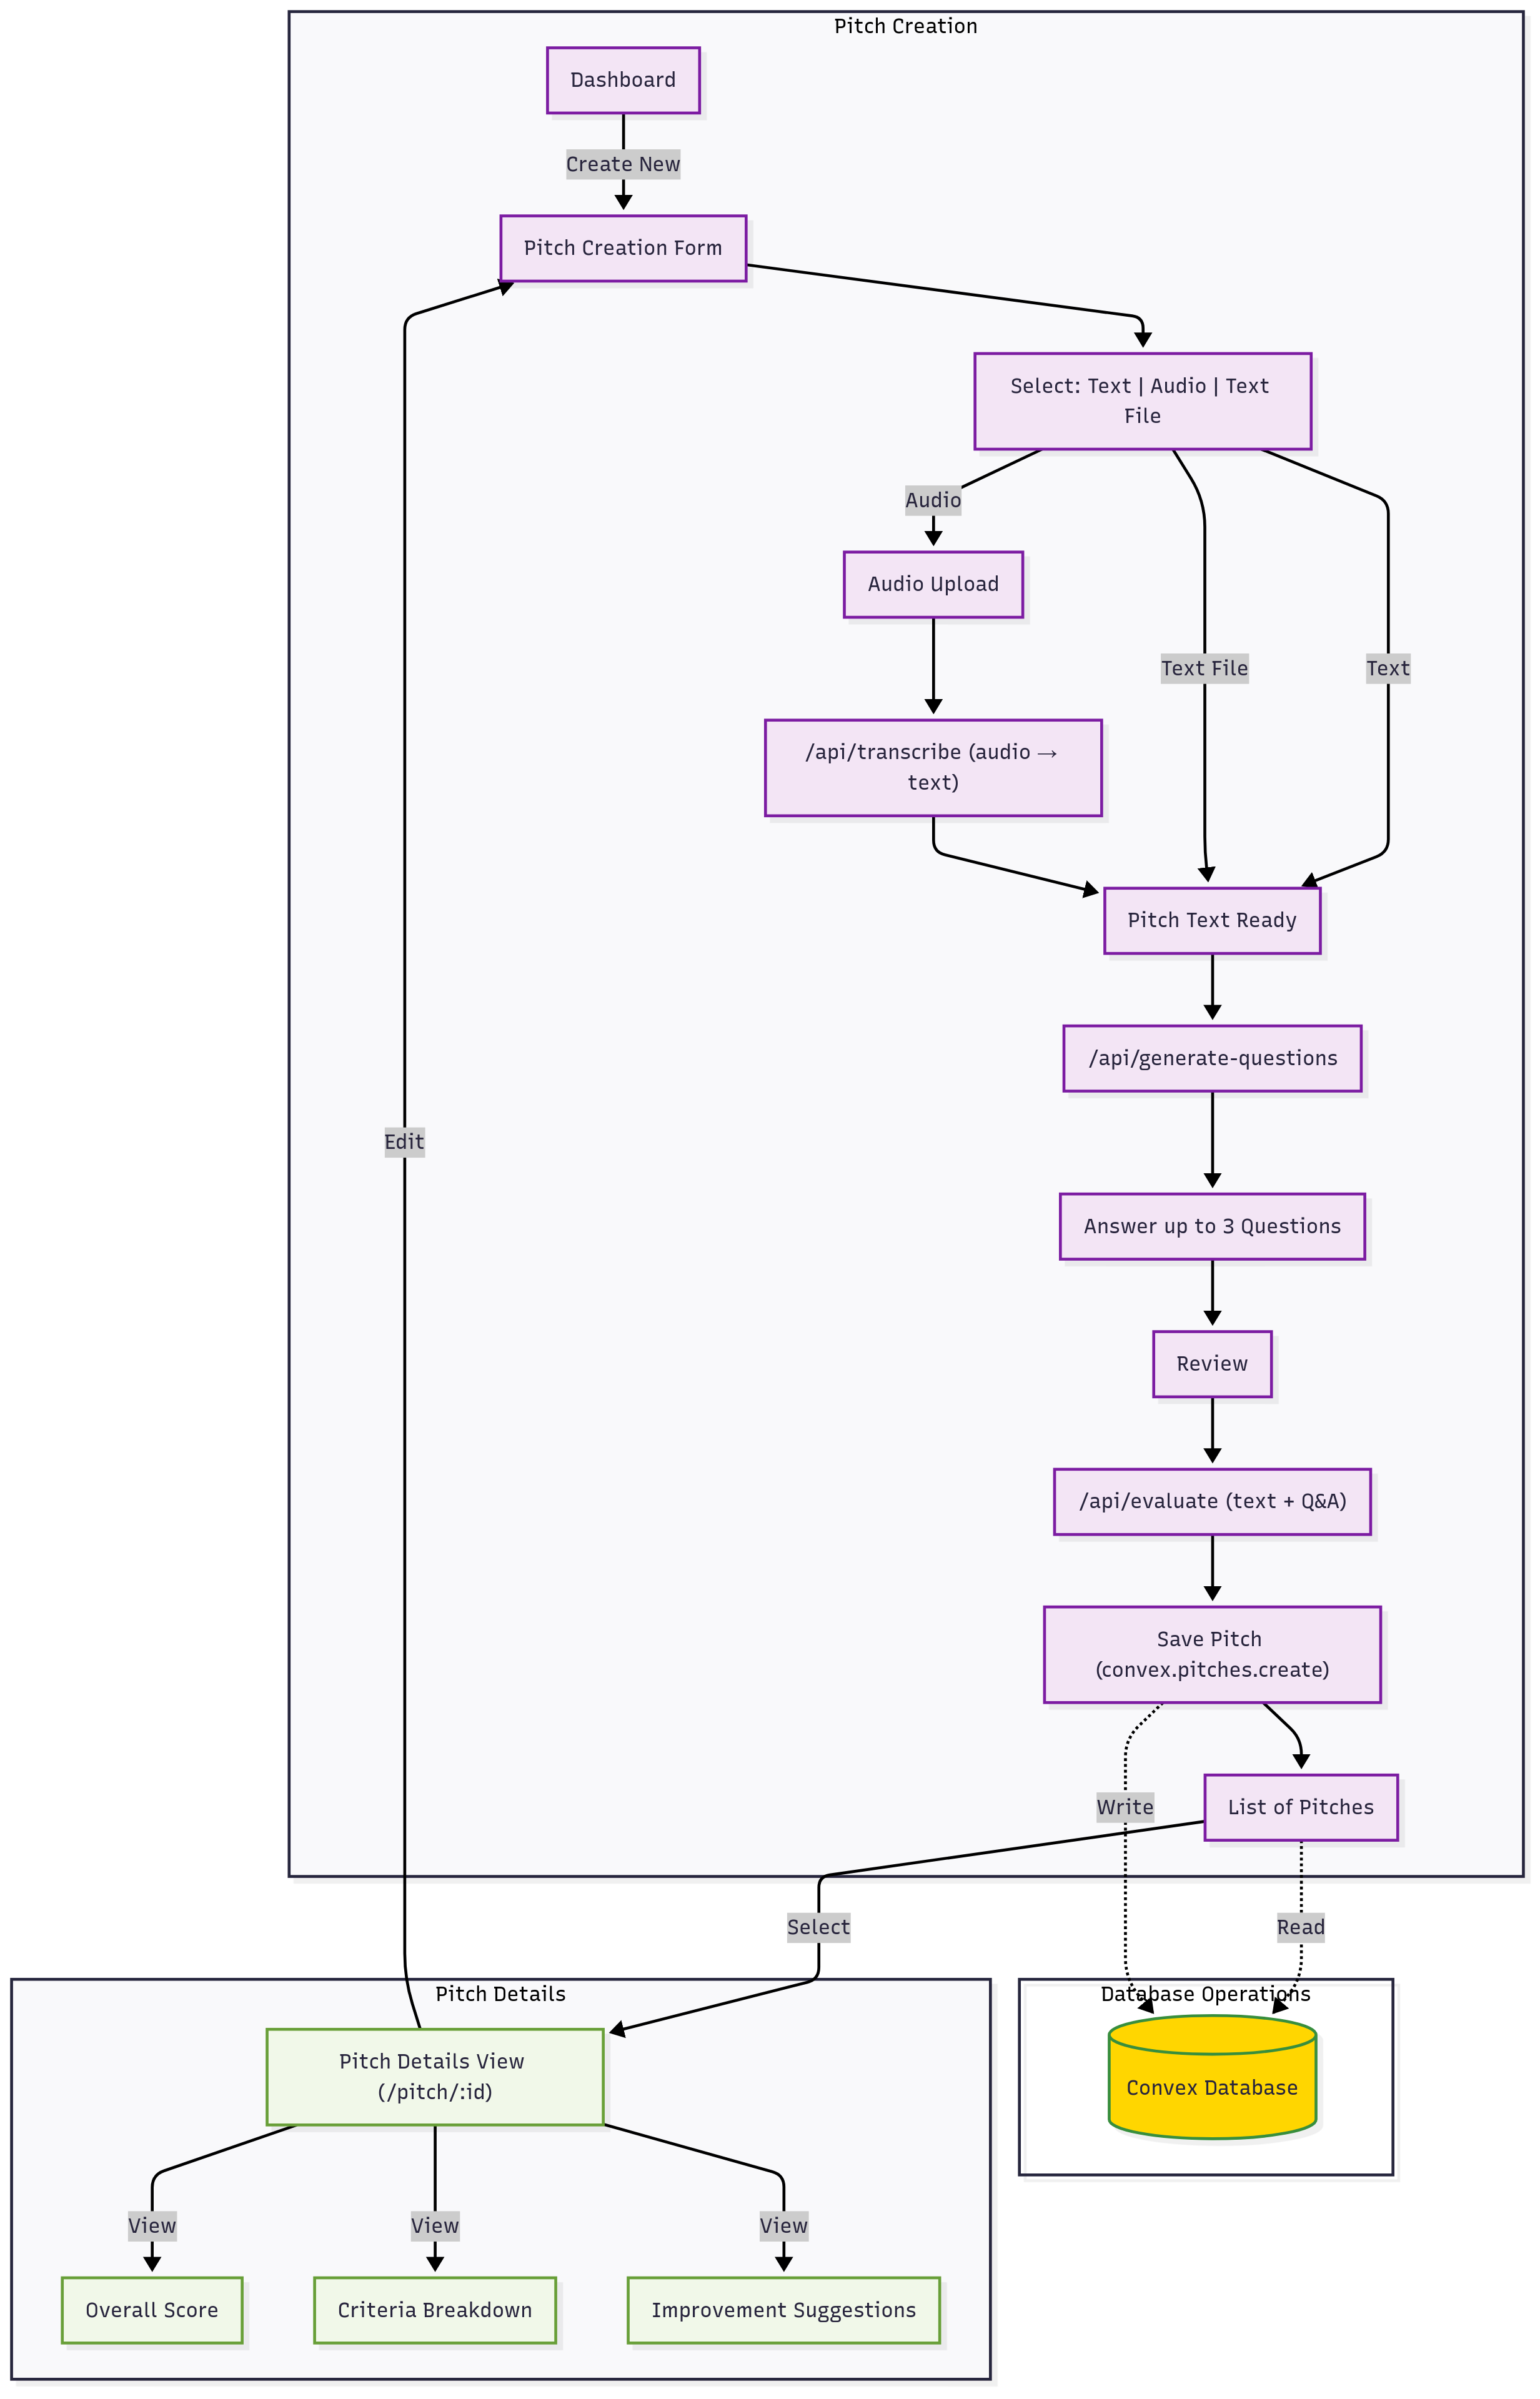 Pitch Creation
Dashboard
Create New
Pitch Creation Form
Select: Text | Audio | Text
File
Audio
Audio Upload
Text File
Text
/api/transcribe (audio →
text)
Pitch Text Ready
/api/generate-questions
Edit
Answer up to 3 Questions
Review
/api/evaluate (text + Q&A)
Save Pitch
(convex.pitches.create)
Write
List of Pitches
Select
Read
Pitch Details
Database Operations
Pitch Details View
(/pitch/:id)
Convex Database
View
View
View
Overall Score
Criteria Breakdown
Improvement Suggestions